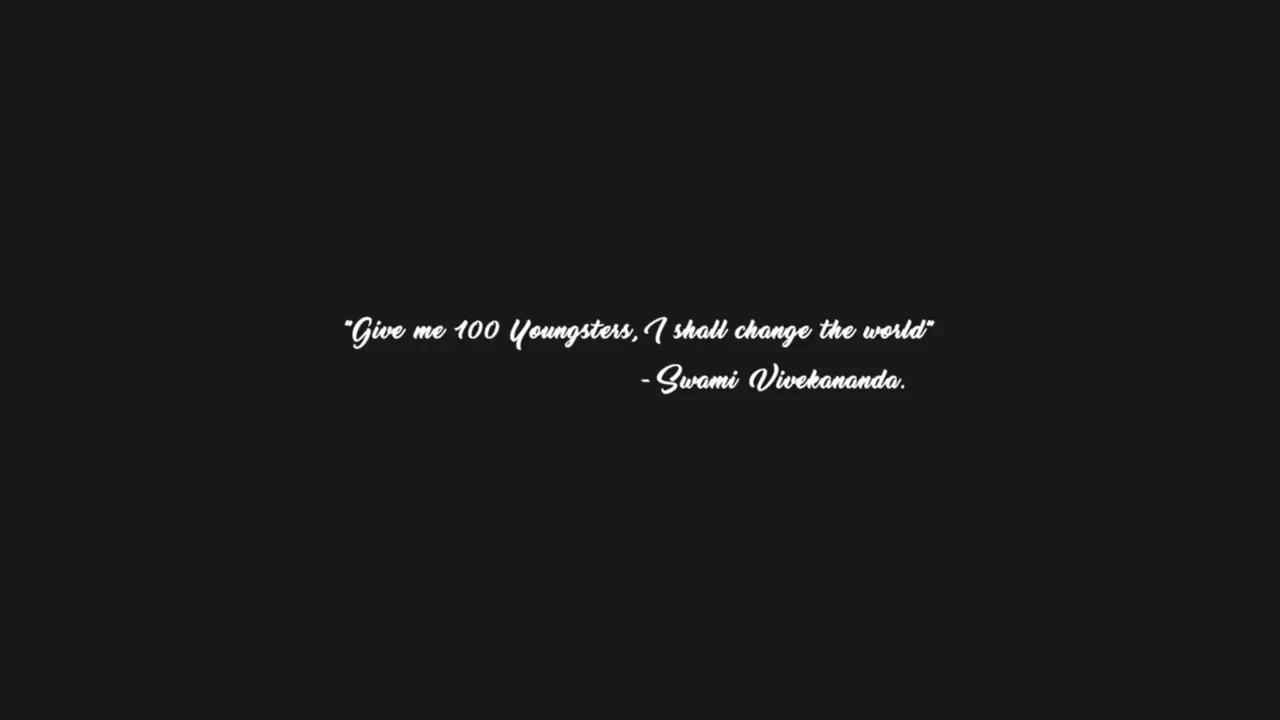 "Give me 100 Youngsters, I shall change the world"
- Swami Vivekananda.